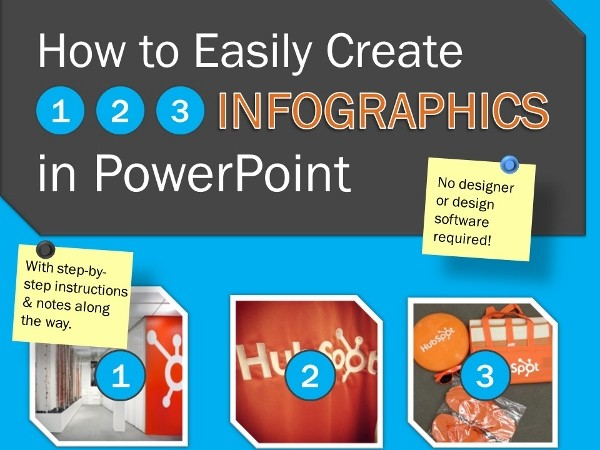 How to Easily Create
1 2 3 INFOGRAPHICS
in PowerPoint
No designer
or design
software
required!
With step-by-
step instructions
& notes along
the way.
1
2
3
HubSpot
HubSpot
Spot